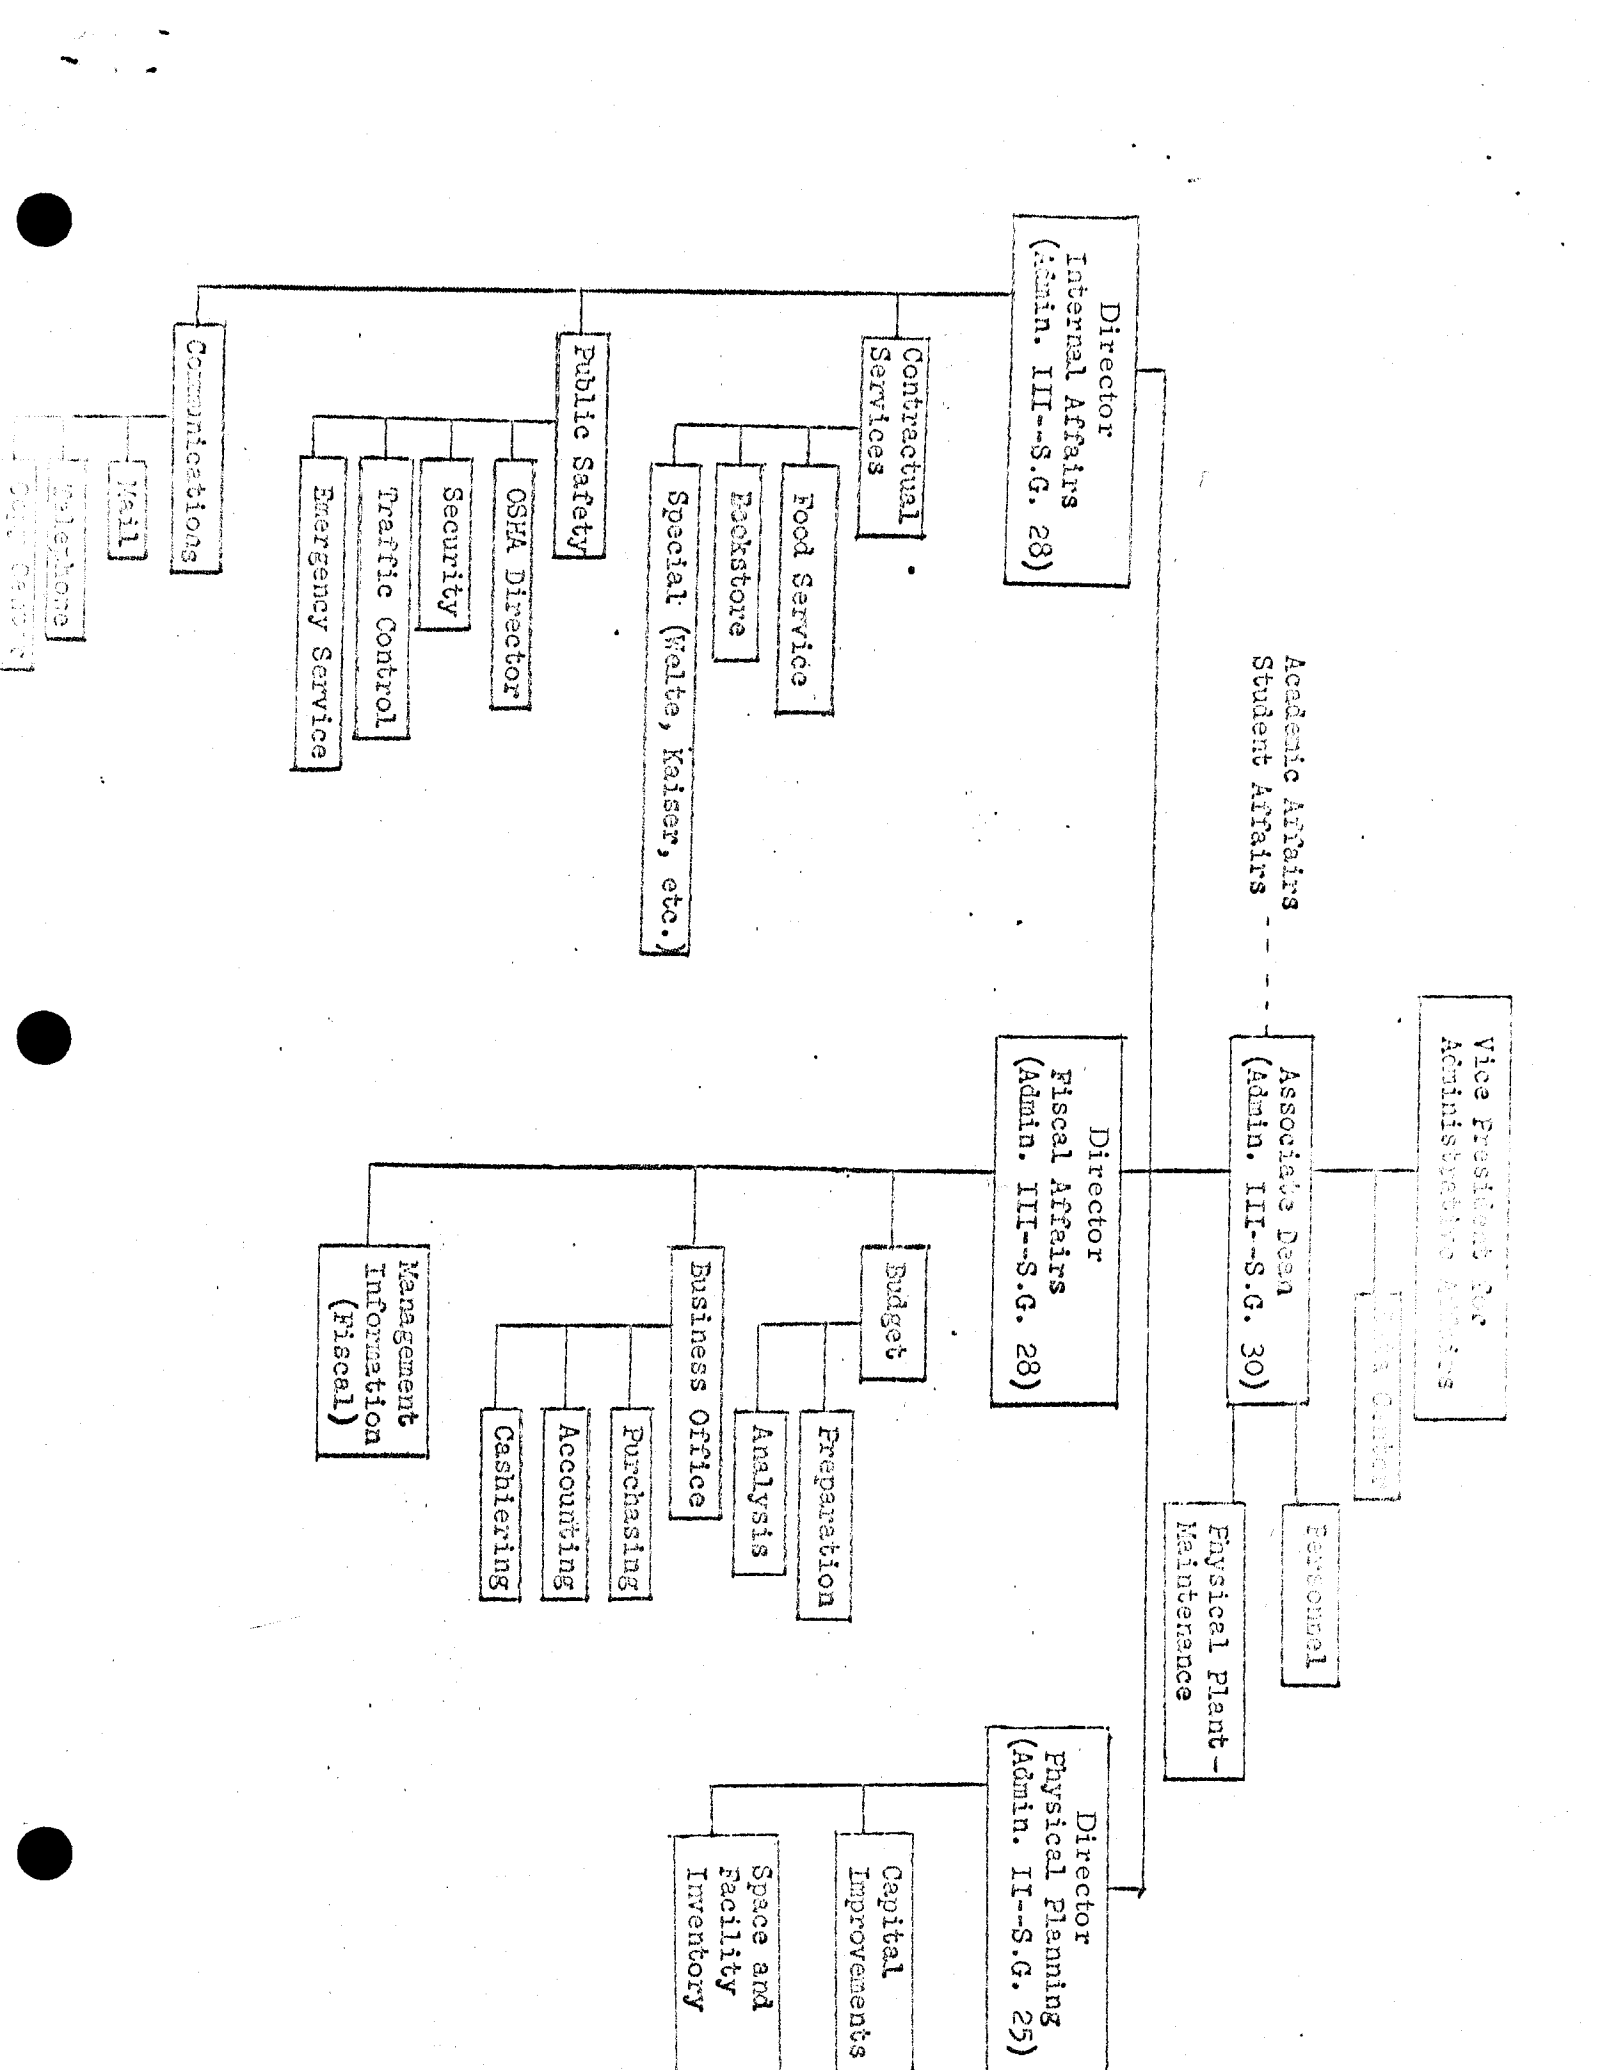 Vice President for
Administrative Affairs
Academic Affairs
Student Affairs
Associate Dean
(Admin. III--S.G. 30)
Personnel
Physical Plant-
Maintenance
Director
Internal Affairs
(Admin. III--S.G. 28)
Contractual
Services
Food Service
Bookstore
Special (Welte, Kaiser, etc.)
Public Safety
OSHA Director
Security
Traffic Control
Emergency Service
Communications
Mail
Telephone
Director
Fiscal Affairs
(Admin. III--S.G. 28)
Budget
Preparation
Analysis
Business Office
Purchasing
Accounting
Cashiering
Management
Information
(Fiscal)
Director
Physical Planning
(Admin. II--S.G. 25)
Capital
Improvements
Space and
Facility
Inventory